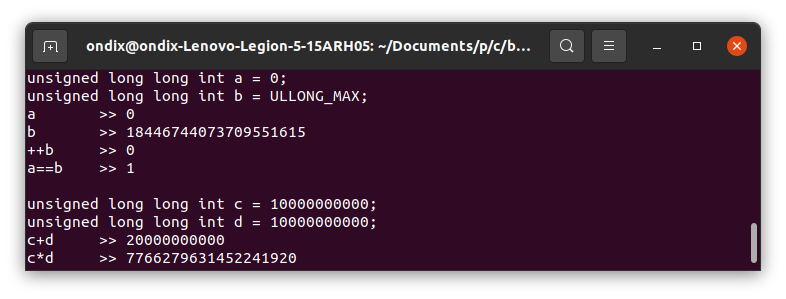 ondix@ondix-Lenovo-Legion-5-15ARH05: ~/Documents/p/c/b...
unsigned long long int a = 0;
unsigned long long int b = ULLONG_MAX;
a       >> 0
b       >> 18446744073709551615
++b     >> 0
a==b    >> 1
unsigned long long int c = 10000000000;
unsigned long long int d = 10000000000;
c+d     >> 20000000000
c*d     >> 7766279631452241920